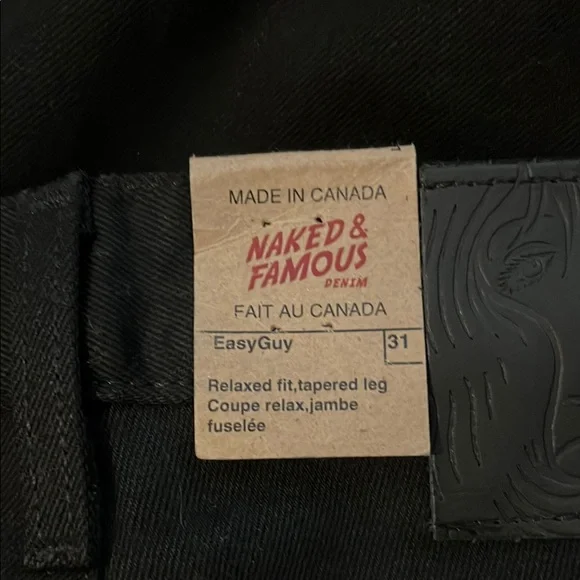 MADE IN CANADA
NAKED &
FAMOUS
DENIM
FAIT AU CANADA
EasyGuy 31
Relaxed fit,tapered leg
Coupe relax,jambe
fuselée